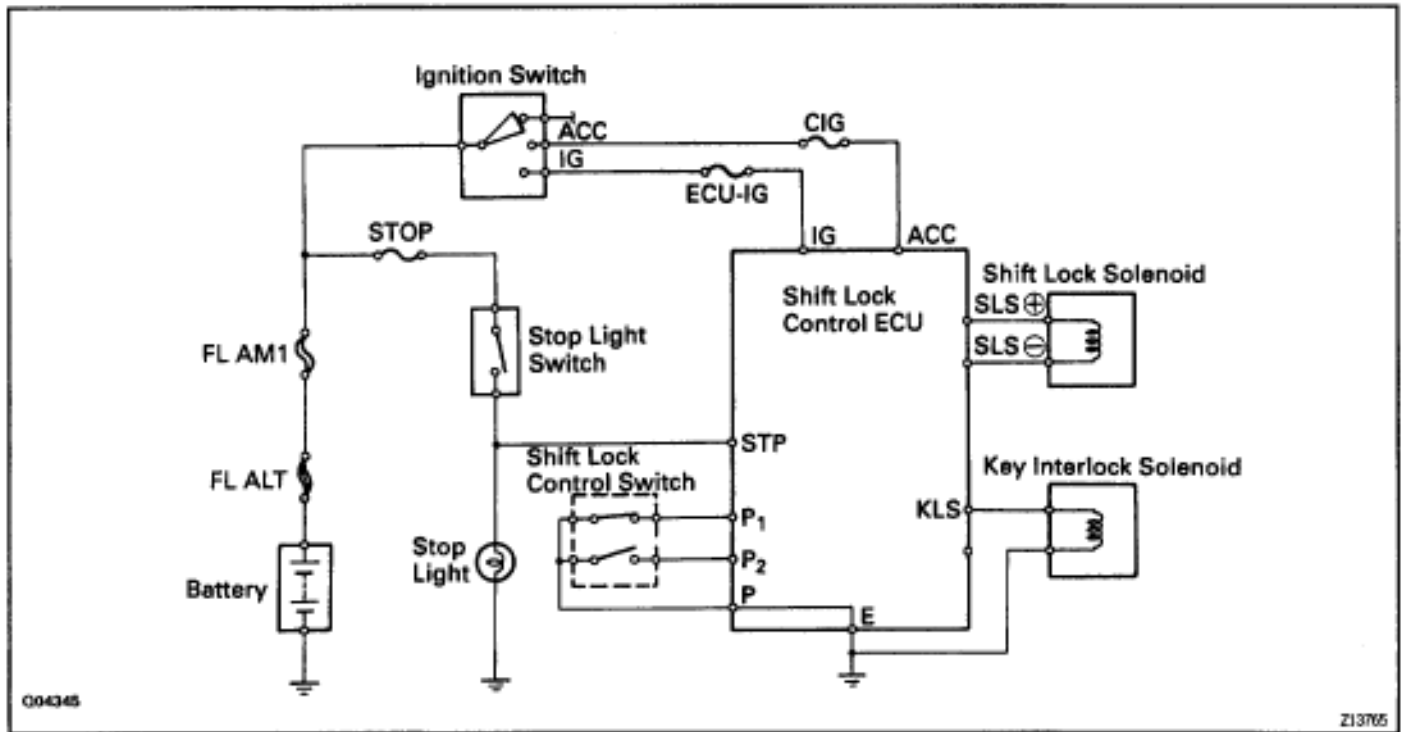 Ignition Switch
ACC
IG
CIG
ECU-IG
STOP
IG
ACC
Shift Lock
Control ECU
Shift Lock Solenoid
SLS ⊕
SLS ⊖
FL AM1
Stop Light
Switch
STP
Shift Lock
Control Switch
Key Interlock Solenoid
FL ALT
KLS
P₁
Stop
Light
P₂
Battery
P
E
Q04345
Z13765